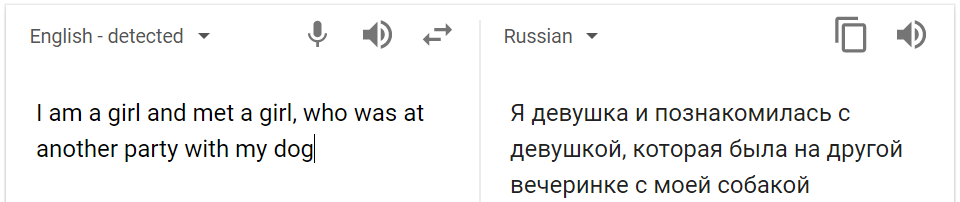 English - detected
Russian
I am a girl and met a girl, who was at
another party with my dog
Я девушка и познакомилась с
девушкой, которая была на другой
вечеринке с моей собакой